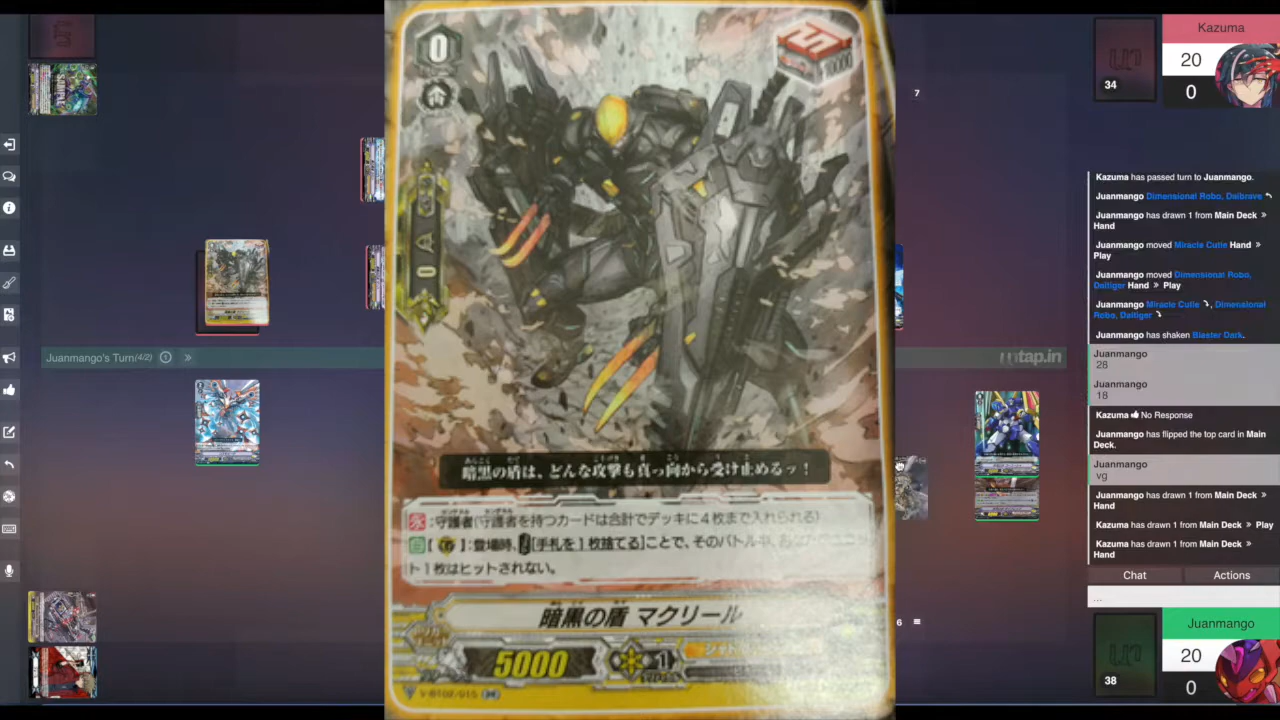 Kazuma
20
34
0
7
0
10000
Kazuma has passed turn to Juanmango.
Juanmango Dimensional Robo, Daibrave
Juanmango has drawn 1 from Main Deck »
Hand
Juanmango moved Miracle Cutie Hand »
Play
Juanmango moved Dimensional Robo,
Daitiger Hand » Play
Juanmango Miracle Cutie , Dimensional
Robo, Daitiger
Juanmango has shaken Blaster Dark.
Juanmango
28
Juanmango
18
Kazuma No Response
Juanmango has flipped the top card in Main
Deck.
Juanmango
vg
Juanmango has drawn 1 from Main Deck »
Hand
Kazuma has drawn 1 from Main Deck » Play
Kazuma has drawn 1 from Main Deck »
Hand
Chat Actions
...
Juanmango's Turn(4/2) 1 »
untap.in
暗黒の盾は、どんな攻撃も真っ向から受け止めるッ！
永:守護者(守護者を持つカードは合計でデッキに4枚まで入れられる)
自【 】:登場時、[手札を1枚捨てる]ことで、そのバトル中、
ト1枚はヒットされない。
暗黒の盾 マクリール
5000
1
V-BT02/015
6
Juanmango
20
38
0